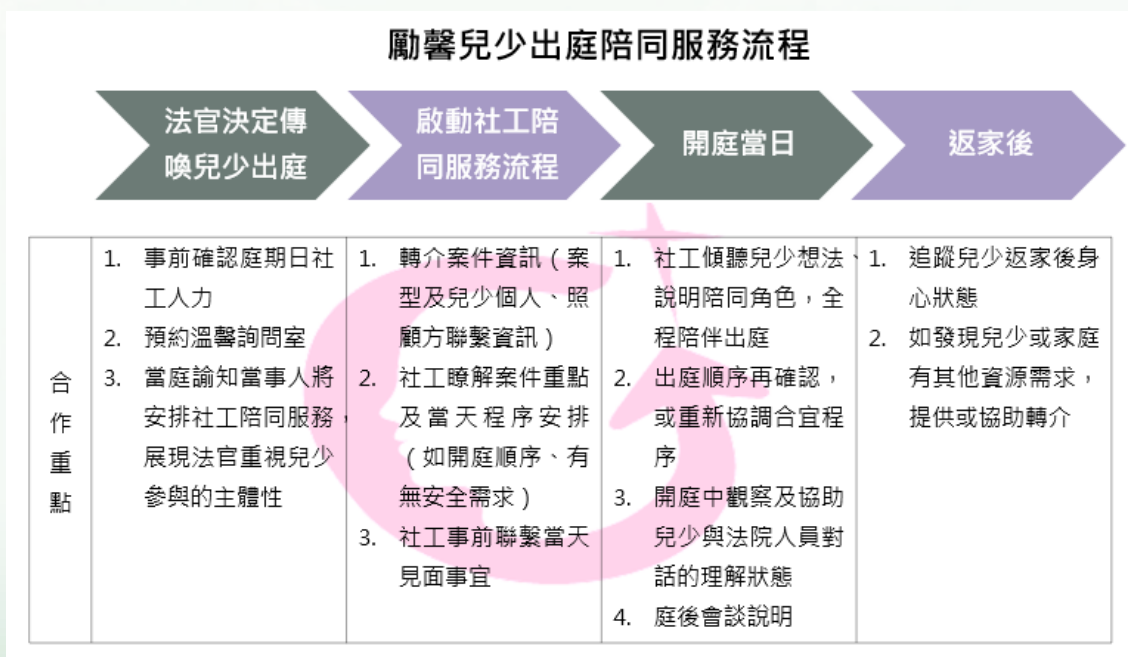 勵馨兒少出庭陪同服務流程
法官決定傳
喚兒少出庭
啟動社工陪
同服務流程
開庭當日
返家後
合
作
重
點
1. 事前確認庭期日社
工人力
2. 預約溫馨詢問室
3. 當庭諭知當事人將
安排社工陪同服務，
展現法官重視兒少
參與的主體性
1. 轉介案件資訊（案
型及兒少個人、照
顧方聯繫資訊）
2. 社工瞭解案件重點
及當天程序安排
（如開庭順序、有
無安全需求）
3. 社工事前聯繫當天
見面事宜
1. 社工傾聽兒少想法、
說明陪同角色，全
程陪伴出庭
2. 出庭順序再確認，
或重新協調合宜程
序
3. 開庭中觀察及協助
兒少與法院人員對
話的理解狀態
4. 庭後會談說明
1. 追蹤兒少返家後身
心狀態
2. 如發現兒少或家庭
有其他資源需求，
提供或協助轉介